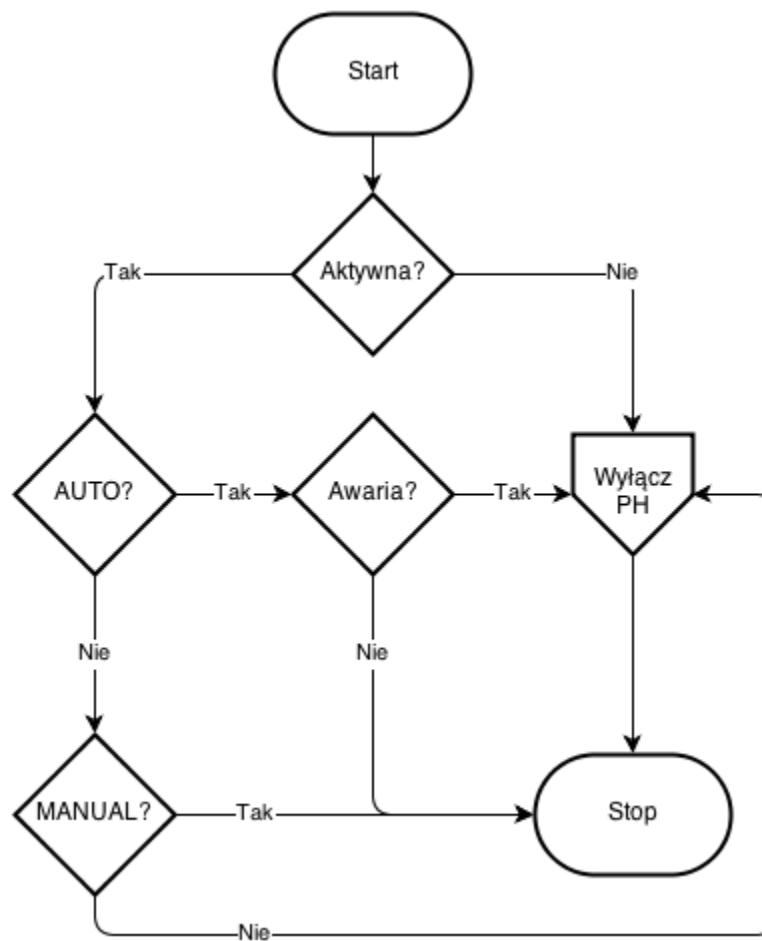 Start
Aktywna?
Tak
Nie
AUTO?
Tak
Awaria?
Tak
Wyłącz
PH
Nie
Nie
MANUAL?
Tak
Stop
Nie